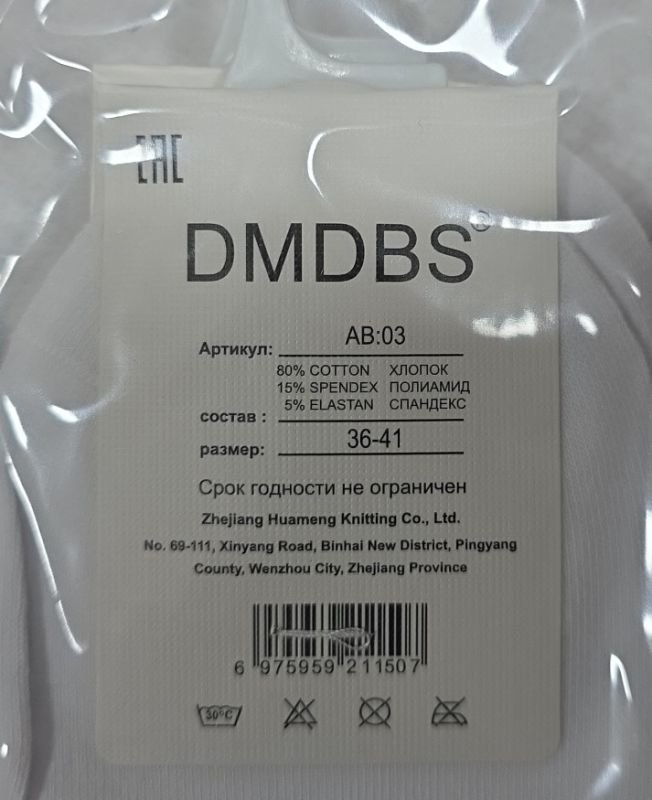 EAC
DMDBS®
Артикул: AB:03
80% COTTON ХЛОПОК
15% SPENDEX ПОЛИАМИД
5% ELASTAN СПАНДЕКС
состав :
размер: 36-41
Срок годности не ограничен
Zhejiang Huameng Knitting Co., Ltd.
No. 69-111, Xinyang Road, Binhai New District, Pingyang
County, Wenzhou City, Zhejiang Province
6 975959 211507
30°C